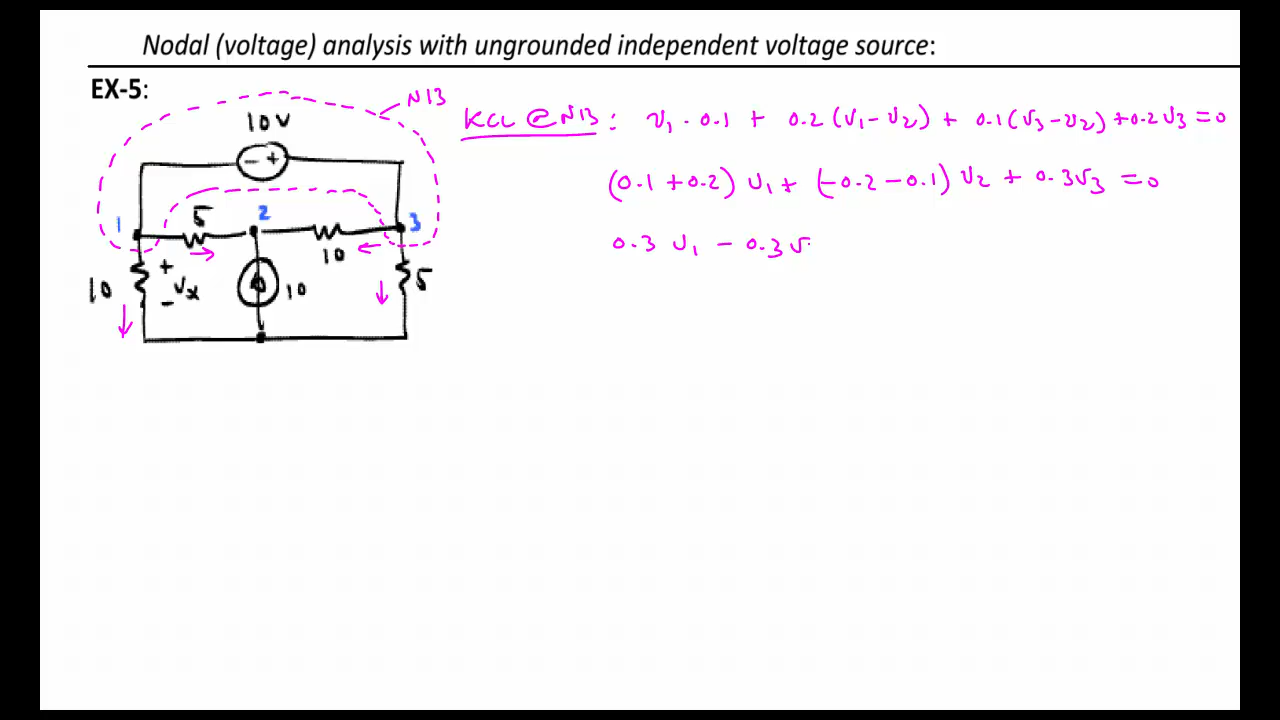 Nodal (voltage) analysis with ungrounded independent voltage source:
EX-5:
N13
10V
- +
KCL @ N13 : v₁ · 0.1 + 0.2 (v₁ - v₂) + 0.1 (v₃ - v₂) + 0.2 v₃ = 0
(0.1 + 0.2) v₁ + (-0.2 - 0.1) v₂ + 0.3 v₃ = 0
0.3 v₁ - 0.3 v
1 5 2 10 3
10 + Vx - 10 5